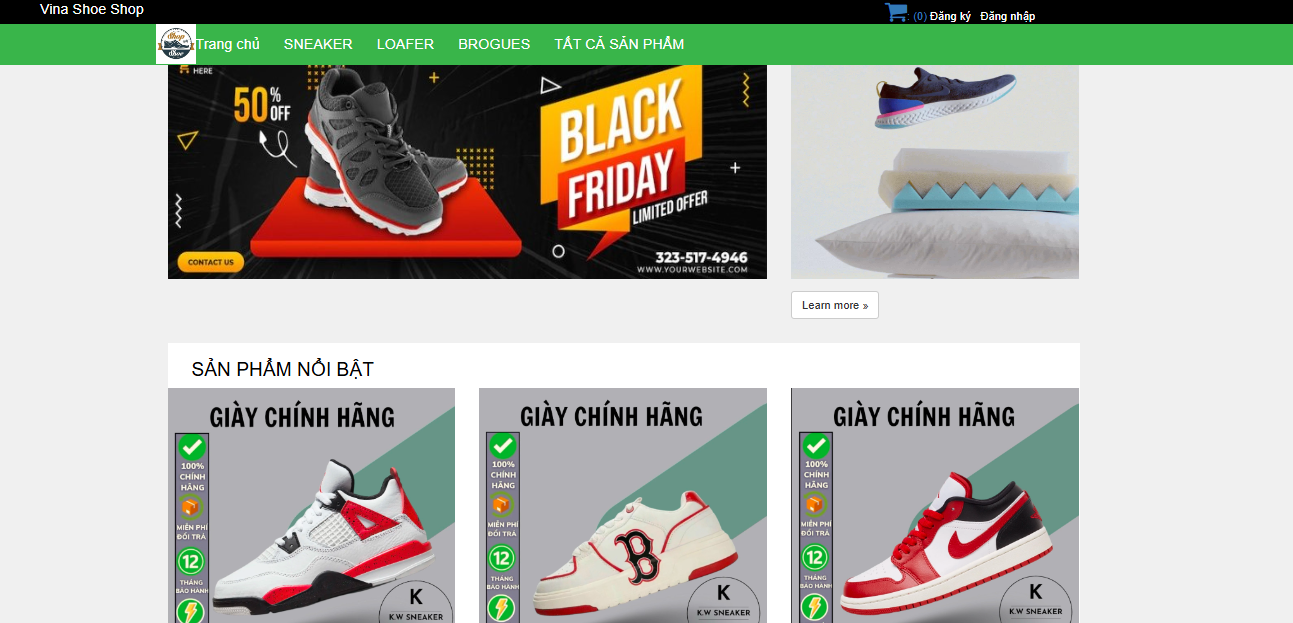 Vina Shoe Shop
(0) Đăng ký Đăng nhập
Shop
Shoe
Trang chủ SNEAKER LOAFER BROGUES TẤT CẢ SẢN PHẨM
HERE
50% OFF
BLACK
FRIDAY
LIMITED OFFER
CONTACT US
323-517-4946
WWW.YOURWEBSITE.COM
Learn more »
SẢN PHẨM NỔI BẬT
GIÀY CHÍNH HÃNG
100%
CHÍNH
HÃNG
MIỄN PHÍ
ĐỔI TRẢ
12
THÁNG
BẢO HÀNH
K
K.W SNEAKER
GIÀY CHÍNH HÃNG
100%
CHÍNH
HÃNG
MIỄN PHÍ
ĐỔI TRẢ
12
THÁNG
BẢO HÀNH
B
K
K.W SNEAKER
GIÀY CHÍNH HÃNG
100%
CHÍNH
HÃNG
MIỄN PHÍ
ĐỔI TRẢ
12
THÁNG
BẢO HÀNH
K
K.W SNEAKER